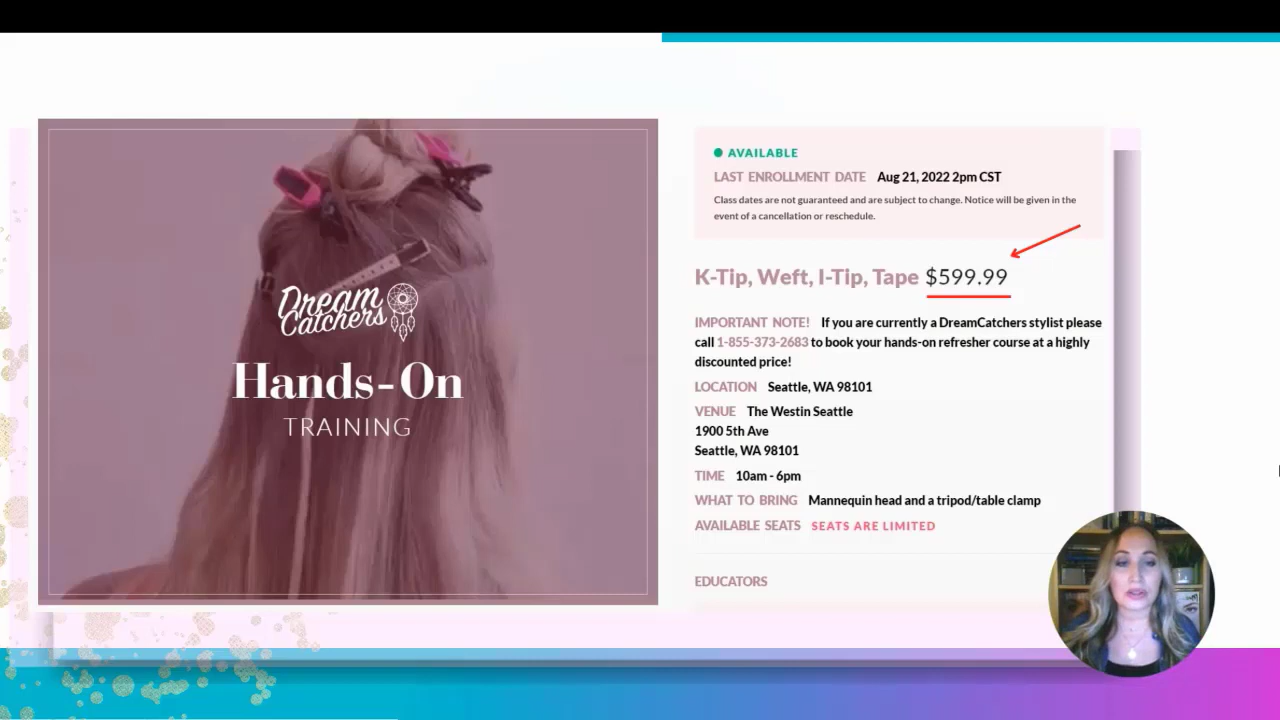 Dream
Catchers
Hands-On
TRAINING
AVAILABLE
LAST ENROLLMENT DATE Aug 21, 2022 2pm CST
Class dates are not guaranteed and are subject to change. Notice will be given in the
event of a cancellation or reschedule.
K-Tip, Weft, I-Tip, Tape $599.99
IMPORTANT NOTE! If you are currently a DreamCatchers stylist please
call 1-855-373-2683 to book your hands-on refresher course at a highly
discounted price!
LOCATION Seattle, WA 98101
VENUE The Westin Seattle
1900 5th Ave
Seattle, WA 98101
TIME 10am - 6pm
WHAT TO BRING Mannequin head and a tripod/table clamp
AVAILABLE SEATS SEATS ARE LIMITED
EDUCATORS